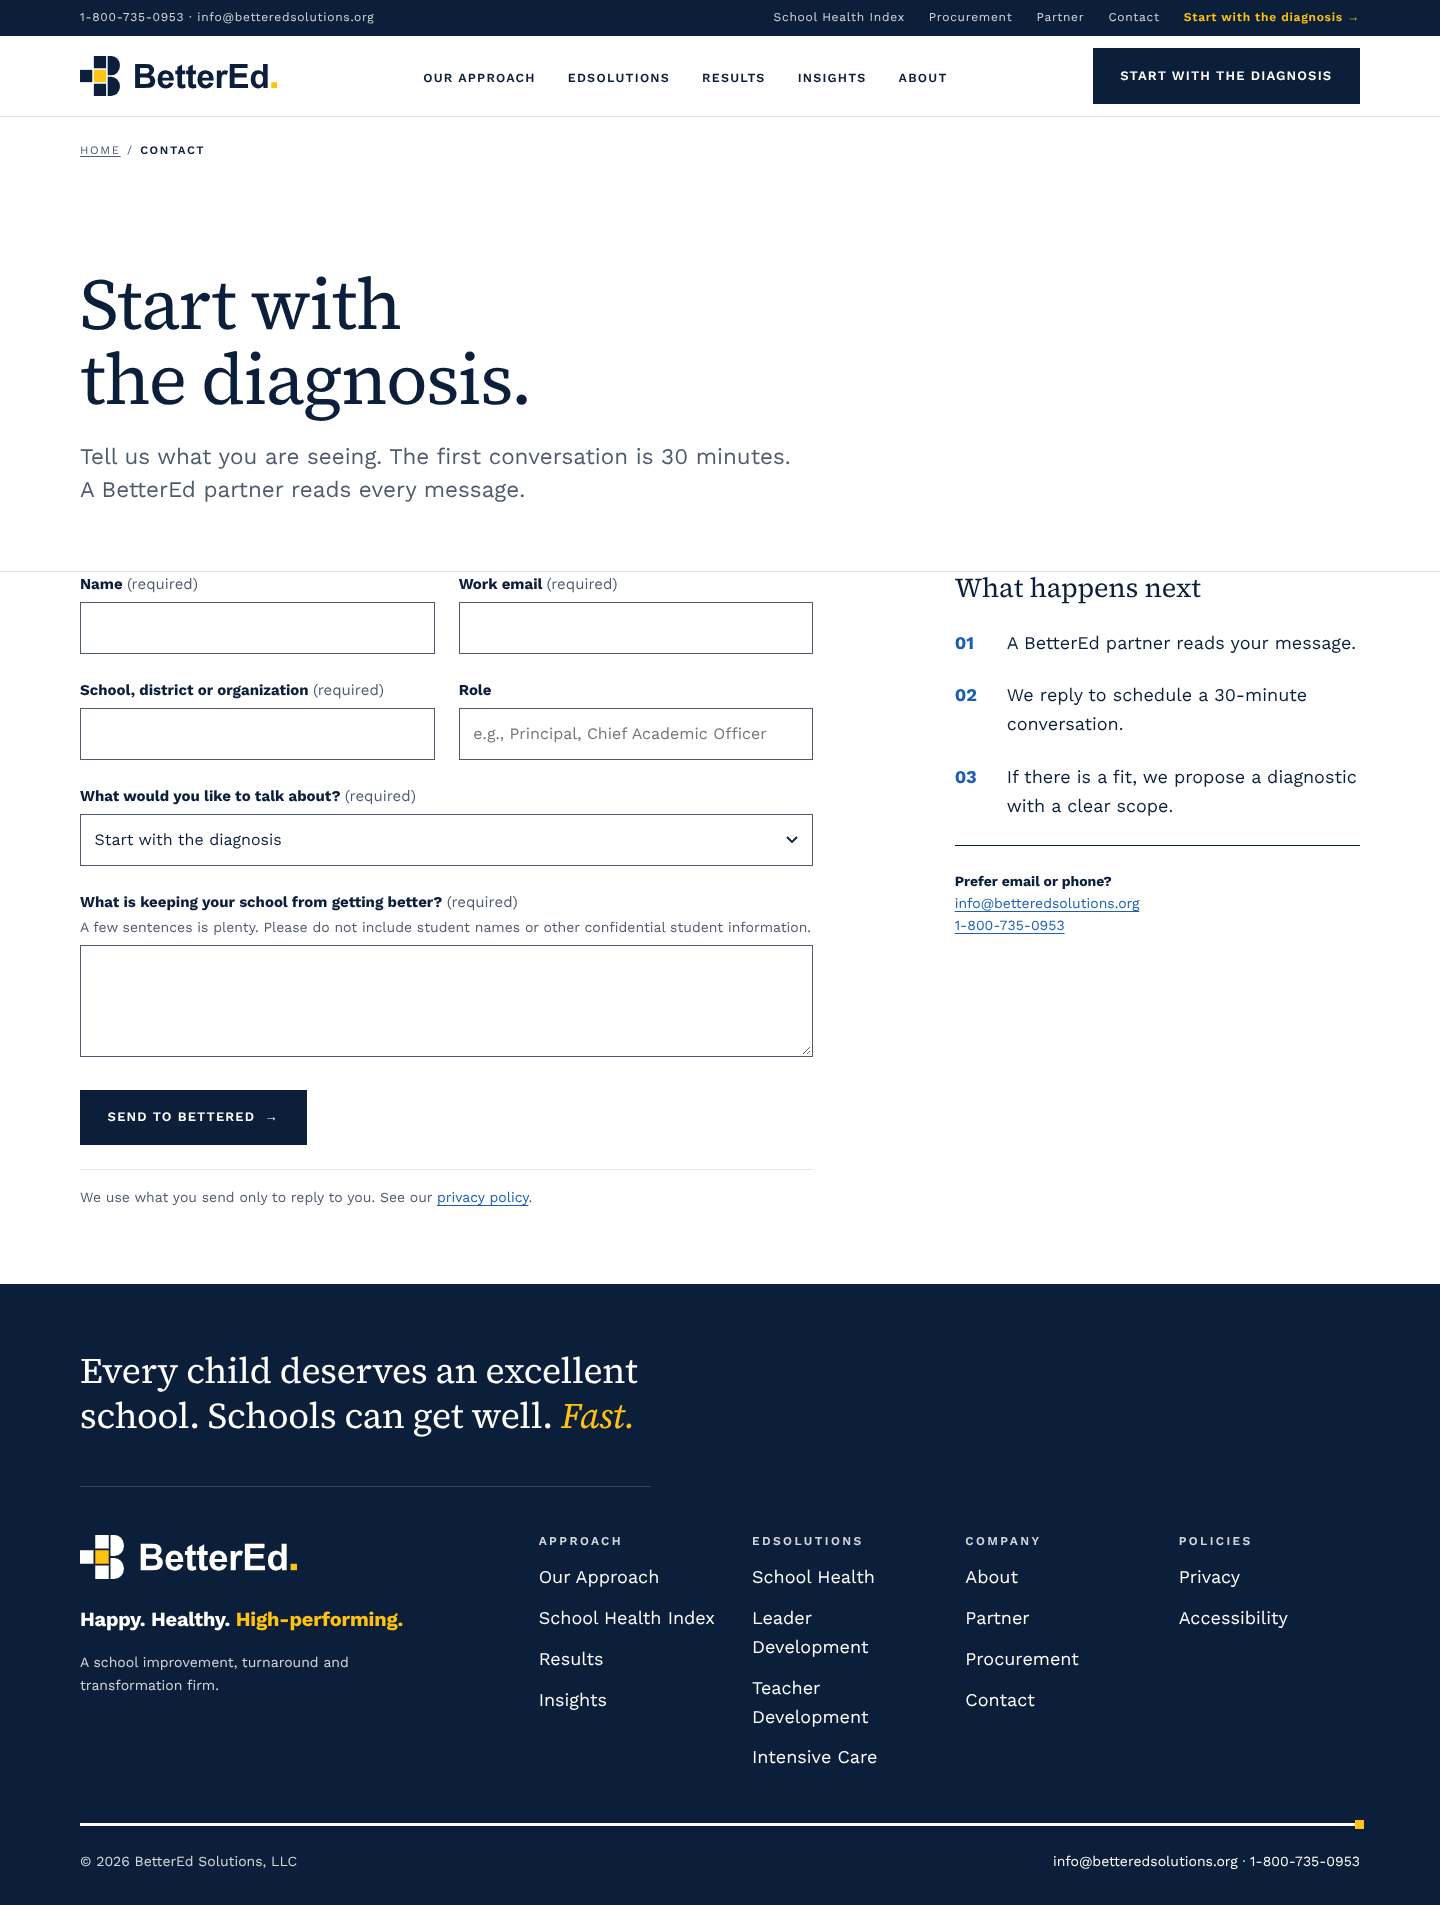 1-800-735-0953 · info@betteredsolutions.org
School Health Index Procurement Partner Contact Start with the diagnosis →
BetterEd.
OUR APPROACH EDSOLUTIONS RESULTS INSIGHTS ABOUT
START WITH THE DIAGNOSIS
HOME / CONTACT
Start with
the diagnosis.
Tell us what you are seeing. The first conversation is 30 minutes.
A BetterEd partner reads every message.
Name (required)
Work email (required)
School, district or organization (required)
Role
e.g., Principal, Chief Academic Officer
What would you like to talk about? (required)
Start with the diagnosis
What is keeping your school from getting better? (required)
A few sentences is plenty. Please do not include student names or other confidential student information.
SEND TO BETTERED →
We use what you send only to reply to you. See our privacy policy.
What happens next
01 A BetterEd partner reads your message.
02 We reply to schedule a 30-minute
conversation.
03 If there is a fit, we propose a diagnostic
with a clear scope.
Prefer email or phone?
info@betteredsolutions.org
1-800-735-0953
Every child deserves an excellent
school. Schools can get well. Fast.
BetterEd.
Happy. Healthy. High-performing.
A school improvement, turnaround and
transformation firm.
APPROACH
Our Approach
School Health Index
Results
Insights
EDSOLUTIONS
School Health
Leader
Development
Teacher
Development
Intensive Care
COMPANY
About
Partner
Procurement
Contact
POLICIES
Privacy
Accessibility
© 2026 BetterEd Solutions, LLC
info@betteredsolutions.org · 1-800-735-0953